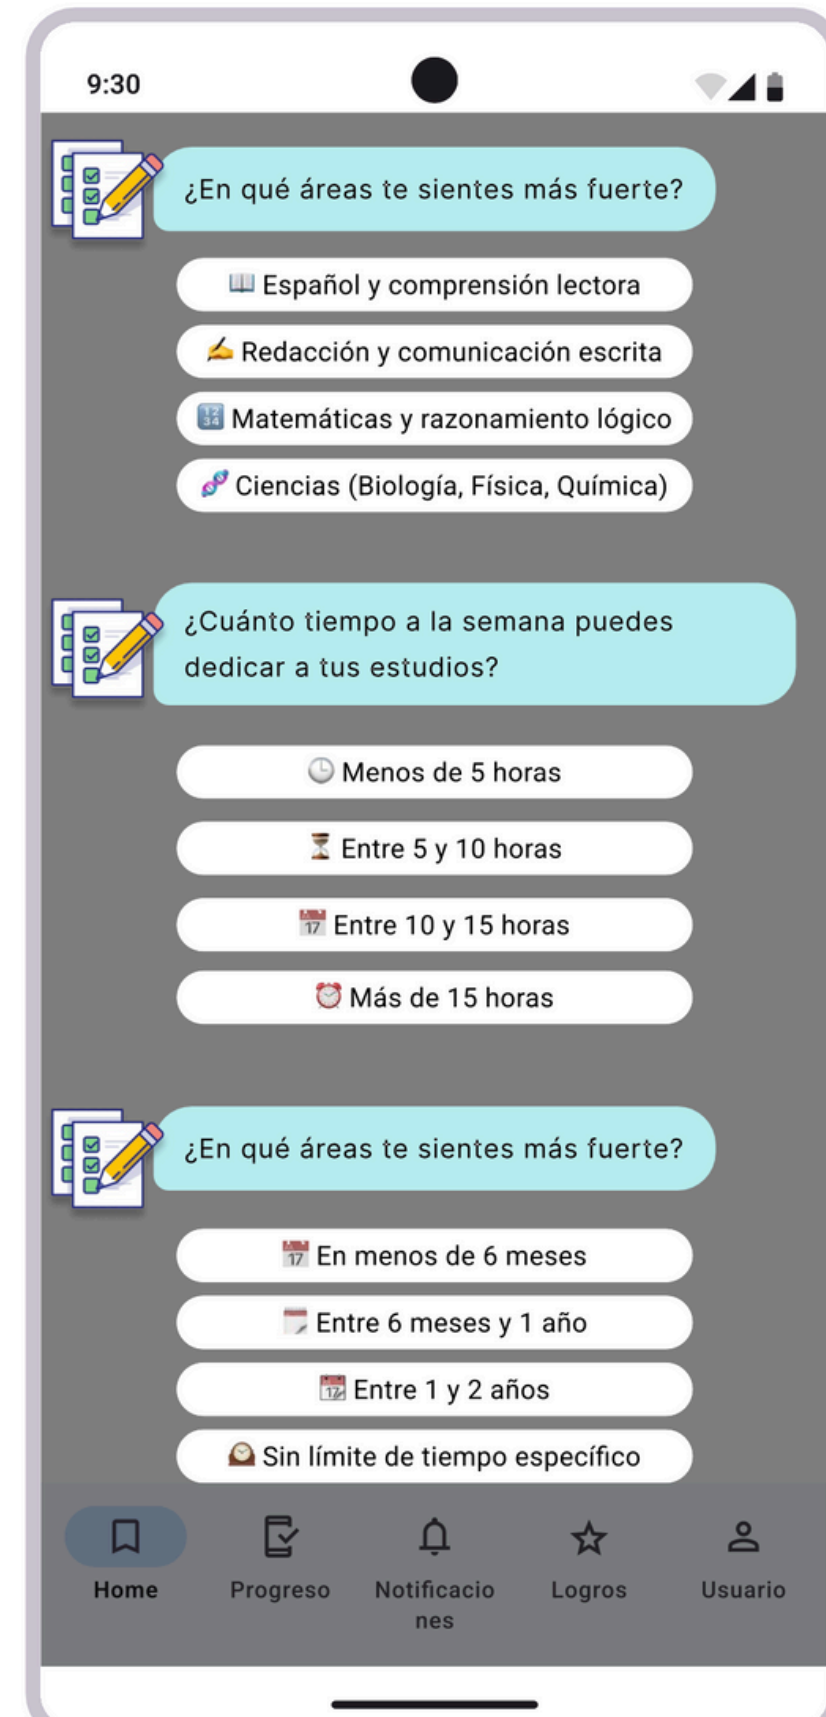 9:30
¿En qué áreas te sientes más fuerte?
📖 Español y comprensión lectora
✍️ Redacción y comunicación escrita
🔢 Matemáticas y razonamiento lógico
🧬 Ciencias (Biología, Física, Química)
¿Cuánto tiempo a la semana puedes
dedicar a tus estudios?
🕒 Menos de 5 horas
⏳ Entre 5 y 10 horas
📅 Entre 10 y 15 horas
⏰ Más de 15 horas
¿En qué áreas te sientes más fuerte?
📅 En menos de 6 meses
🗓️ Entre 6 meses y 1 año
📆 Entre 1 y 2 años
🕰️ Sin límite de tiempo específico
Home
Progreso
Notificacio
nes
Logros
Usuario